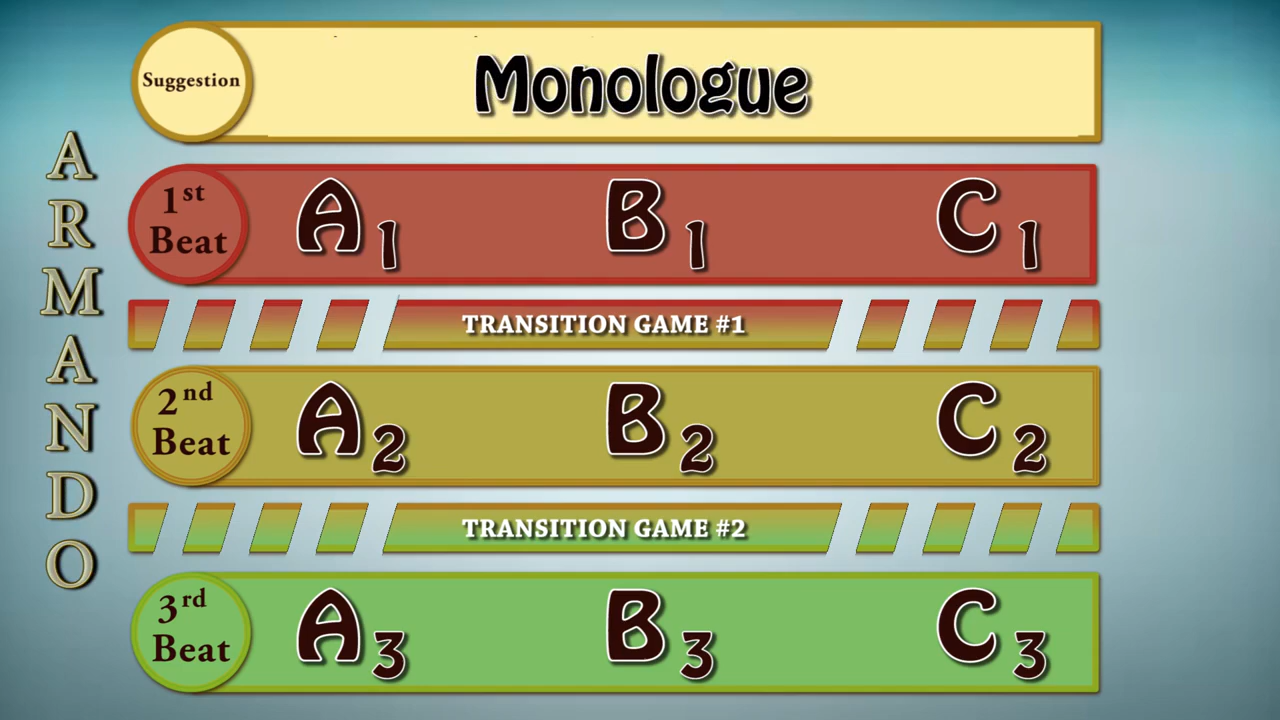 ARMANDO
Suggestion
Monologue
1st Beat
A1 B1 C1
TRANSITION GAME #1
2nd Beat
A2 B2 C2
TRANSITION GAME #2
3rd Beat
A3 B3 C3